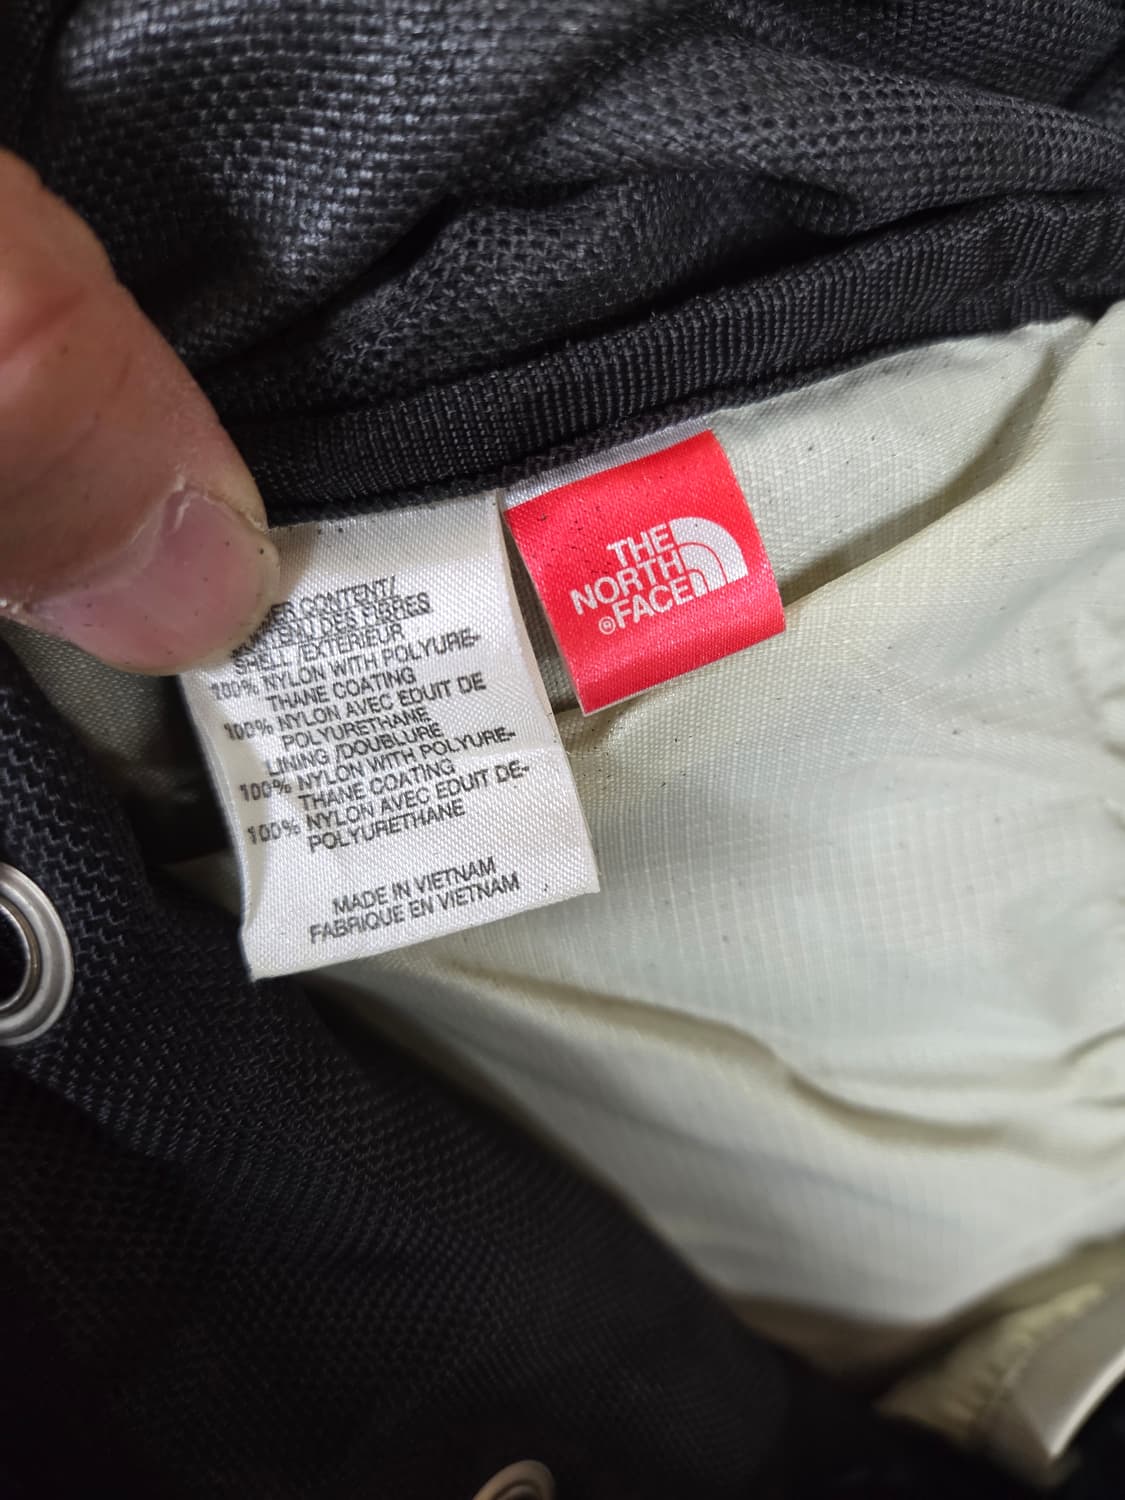 CONTENT/
DES FIBRES
SHELL /EXTERIEUR
100% NYLON WITH POLYURE-
THANE COATING
100% NYLON AVEC EDUIT DE
POLYURETHANE
LINING /DOUBLURE
100% NYLON WITH POLYURE-
THANE COATING
100% NYLON AVEC EDUIT DE-
POLYURETHANE
MADE IN VIETNAM
FABRIQUE EN VIETNAM
THE
NORTH
®FACE